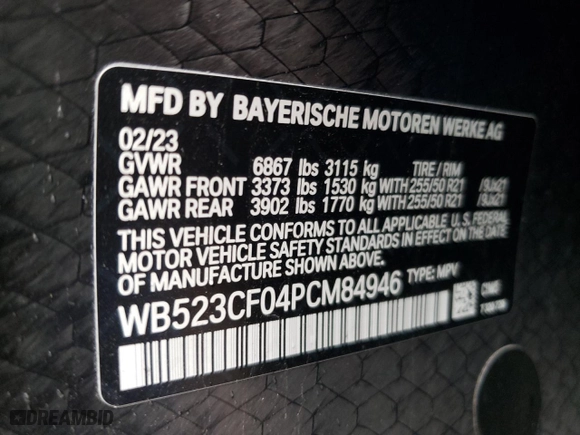 MFD BY BAYERISCHE MOTOREN WERKE AG
02/23
GVWR 6867 lbs 3115 kg TIRE / RIM
GAWR FRONT 3373 lbs 1530 kg WITH 255/50 R21 / 9Jx21
GAWR REAR 3902 lbs 1770 kg WITH 255/50 R21 / 9Jx21
THIS VEHICLE CONFORMS TO ALL APPLICABLE U.S. FEDERAL
MOTOR VEHICLE SAFETY STANDARDS IN EFFECT ON THE DATE
OF MANUFACTURE SHOWN ABOVE.
WB523CF04PCM84946 TYPE: MPV
DREAMBID